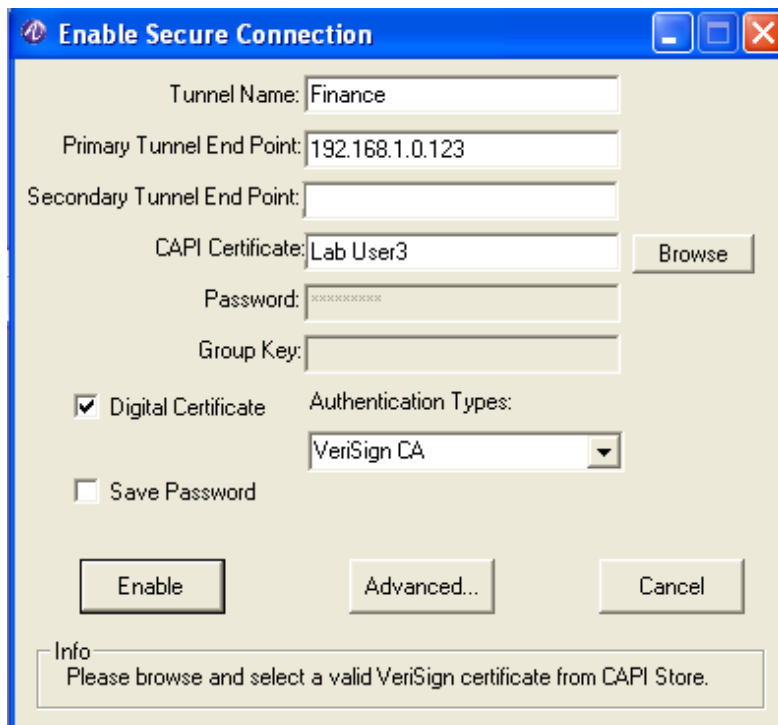 Enable Secure Connection
Tunnel Name: Finance
Primary Tunnel End Point: 192.168.1.0.123
Secondary Tunnel End Point:
CAPI Certificate: Lab User3 Browse
Password: *********
Group Key:
Digital Certificate Authentication Types:
VeriSign CA
Save Password
Enable Advanced... Cancel
Info
Please browse and select a valid VeriSign certificate from CAPI Store.